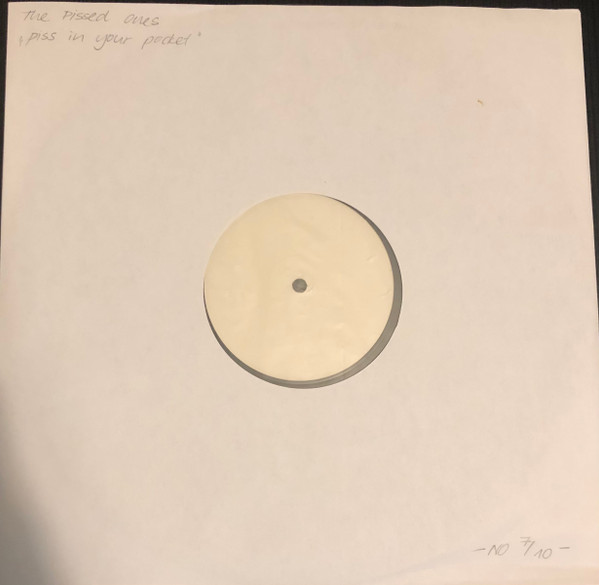 The Pissed Ones
„piss in your pocket"
- NO 7/10 -